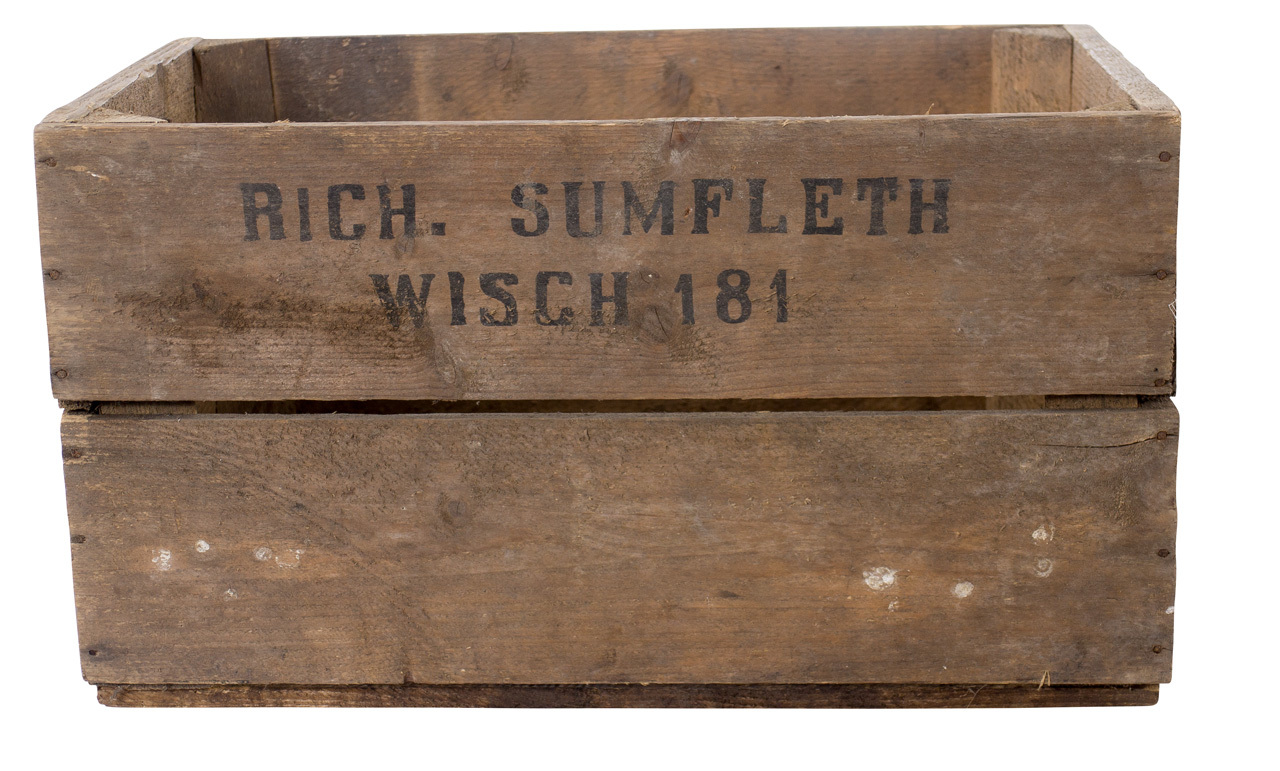 RICH. SUMFLETH
WISCH 181